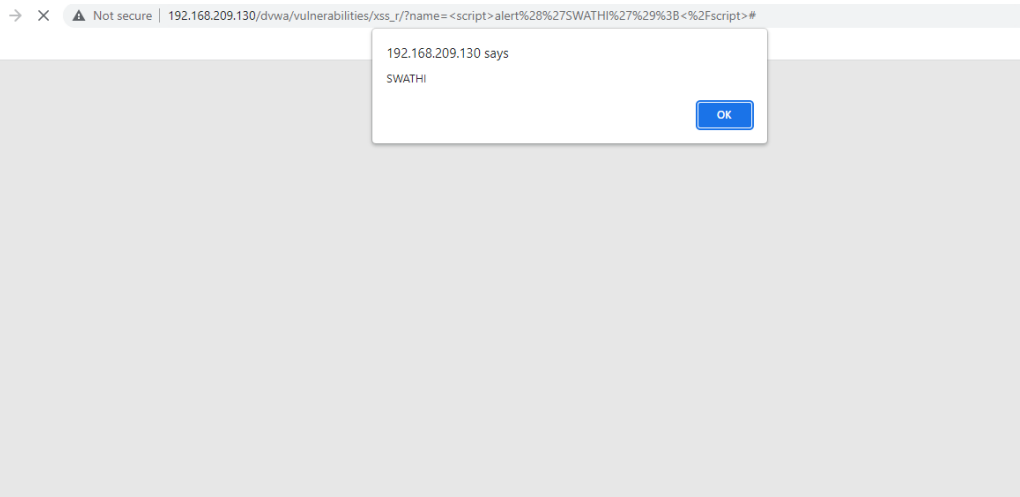 Not secure | 192.168.209.130/dvwa/vulnerabilities/xss_r/?name=<script>alert%28%27SWATHI%27%29%3B<%2Fscript>#
192.168.209.130 says
SWATHI
OK